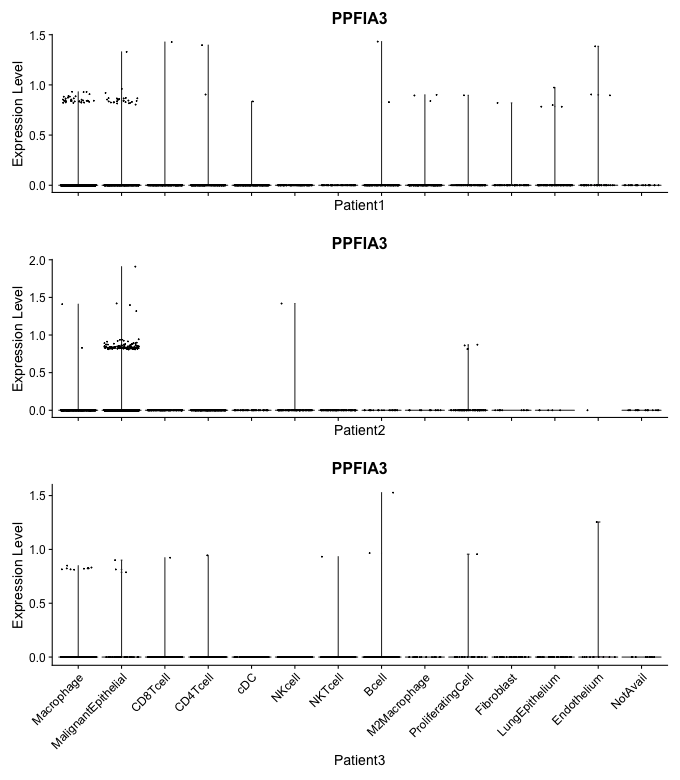 PPFIA3
Expression Level
1.5
1.0
0.5
0.0
Patient1
PPFIA3
Expression Level
2.0
1.5
1.0
0.5
0.0
Patient2
PPFIA3
Expression Level
1.5
1.0
0.5
0.0
Macrophage
MalignantEpithelial
CD8Tcell
CD4Tcell
cDC
NKcell
NKTcell
Bcell
M2Macrophage
ProliferatingCell
Fibroblast
LungEpithelium
Endothelium
NotAvail
Patient3